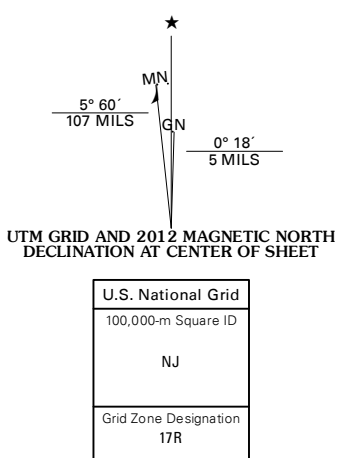 ★
MN
5° 60´
107 MILS
GN
0° 18´
5 MILS
UTM GRID AND 2012 MAGNETIC NORTH
DECLINATION AT CENTER OF SHEET
U.S. National Grid
100,000-m Square ID
NJ
Grid Zone Designation
17R